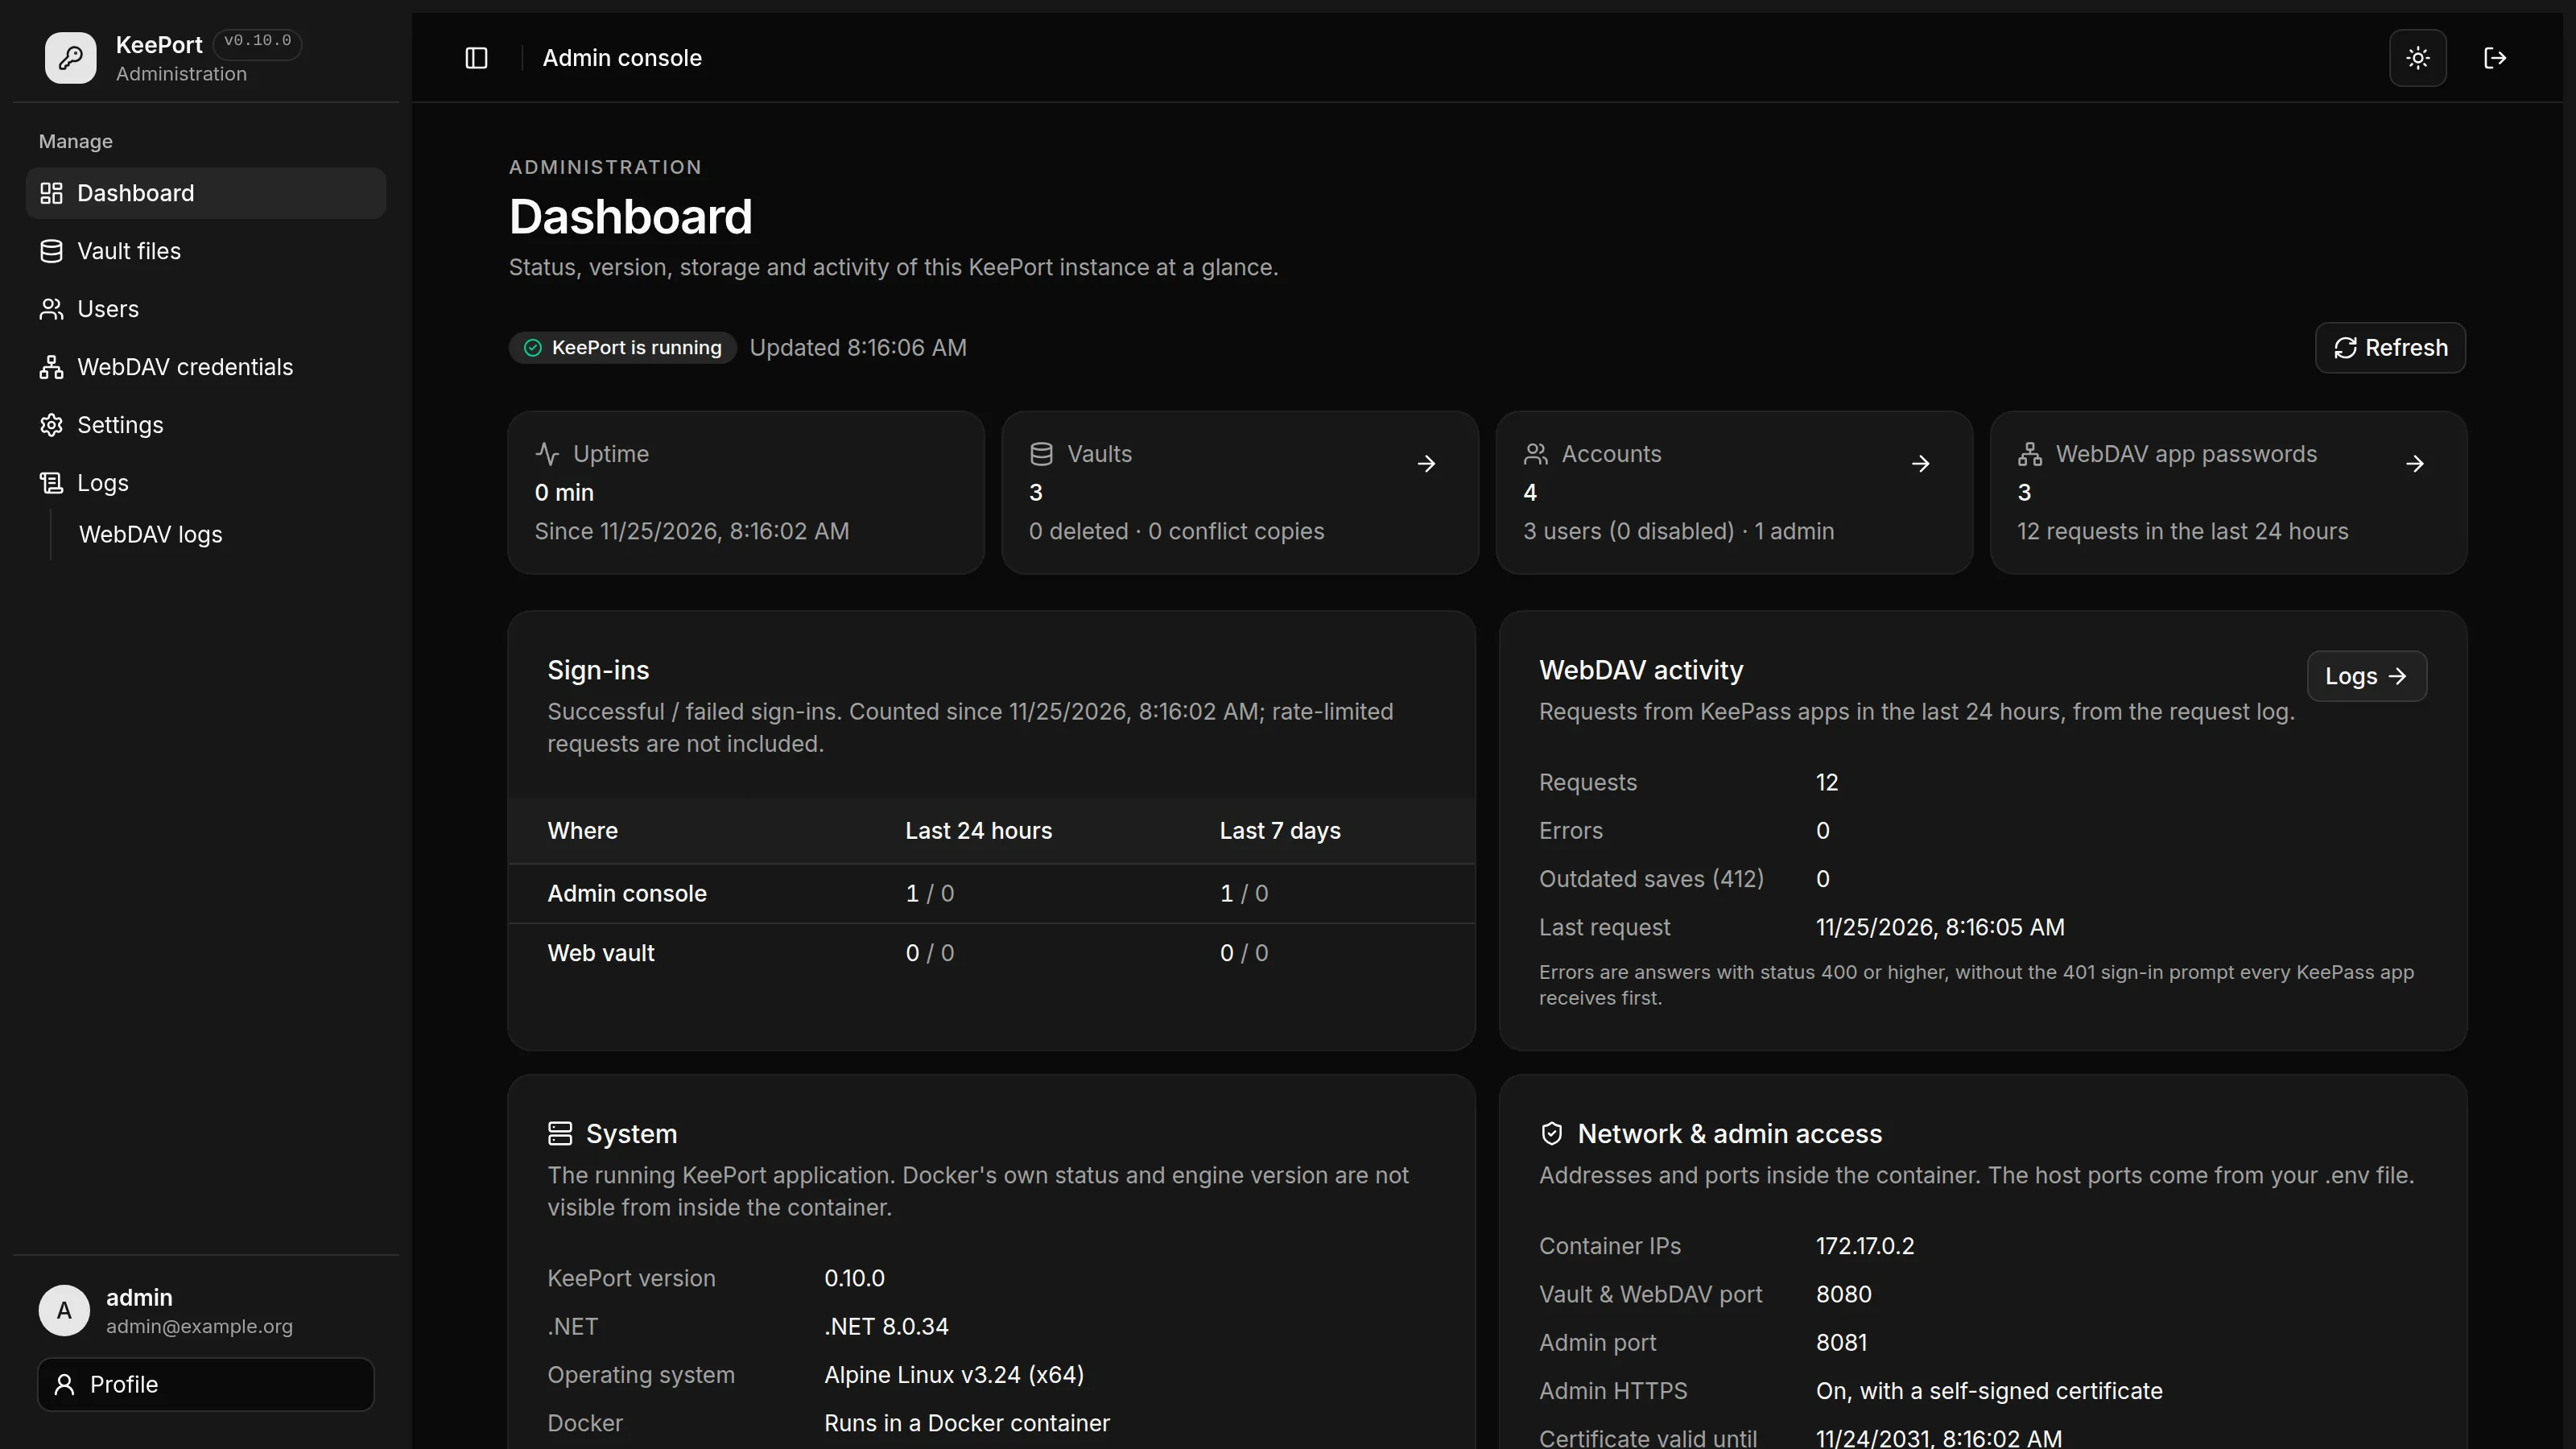 KeePort v0.10.0
Administration
Manage
Dashboard
Vault files
Users
WebDAV credentials
Settings
Logs
WebDAV logs
admin
A
admin@example.org
Profile
Admin console
ADMINISTRATION
Dashboard
Status, version, storage and activity of this KeePort instance at a glance.
KeePort is running Updated 8:16:06 AM
Refresh
Uptime
0 min
Since 11/25/2026, 8:16:02 AM
Vaults
3
0 deleted · 0 conflict copies
Accounts
4
3 users (0 disabled) · 1 admin
WebDAV app passwords
3
12 requests in the last 24 hours
Sign-ins
Successful / failed sign-ins. Counted since 11/25/2026, 8:16:02 AM; rate-limited
requests are not included.
Where Last 24 hours Last 7 days
Admin console 1 / 0 1 / 0
Web vault 0 / 0 0 / 0
WebDAV activity
Logs
Requests from KeePass apps in the last 24 hours, from the request log.
Requests 12
Errors 0
Outdated saves (412) 0
Last request 11/25/2026, 8:16:05 AM
Errors are answers with status 400 or higher, without the 401 sign-in prompt every KeePass app
receives first.
System
The running KeePort application. Docker's own status and engine version are not
visible from inside the container.
KeePort version 0.10.0
.NET .NET 8.0.34
Operating system Alpine Linux v3.24 (x64)
Docker Runs in a Docker container
Network & admin access
Addresses and ports inside the container. The host ports come from your .env file.
Container IPs 172.17.0.2
Vault & WebDAV port 8080
Admin port 8081
Admin HTTPS On, with a self-signed certificate
Certificate valid until 11/24/2031, 8:16:02 AM